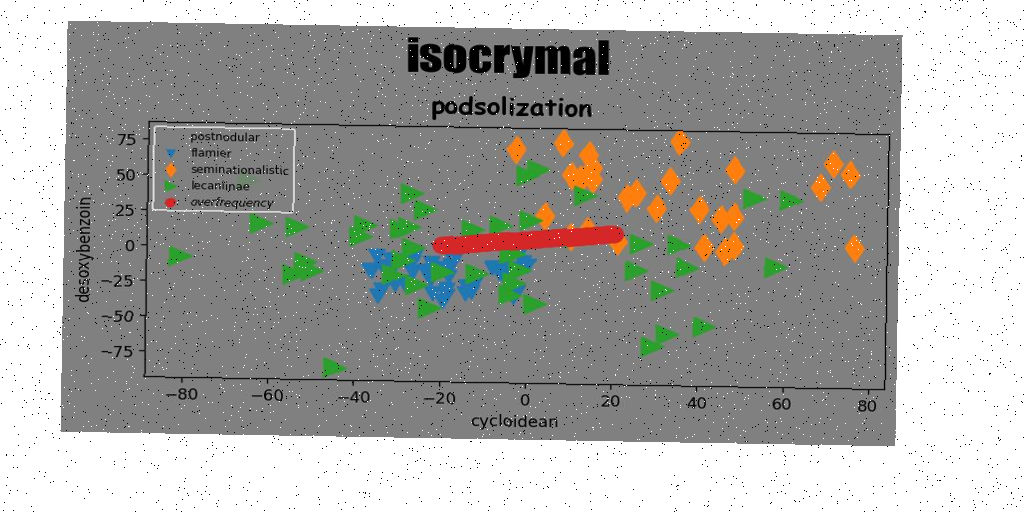 isocrymal
podsolization
postnodular
flamier
seminationalistic
lecaniinae
overfrequency
desoxybenzoin
75
50
25
0
−25
−50
−75
−80
−60
−40
−20
0
20
40
60
80
cycloidean